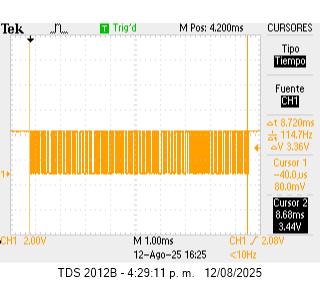 Tek Trig'd M Pos: 4.200ms CURSORES
Tipo
Tiempo
Fuente
CH1
Δt 8.720ms
1/Δt 114.7Hz
ΔV 3.36V
Cursor 1
-40.0µs
80.0mV
Cursor 2
8.68ms
3.44V
1
CH1 2.00V M 1.00ms CH1 2.08V
12-Ago-25 16:25 <10Hz
TDS 2012B - 4:29:11 p. m. 12/08/2025